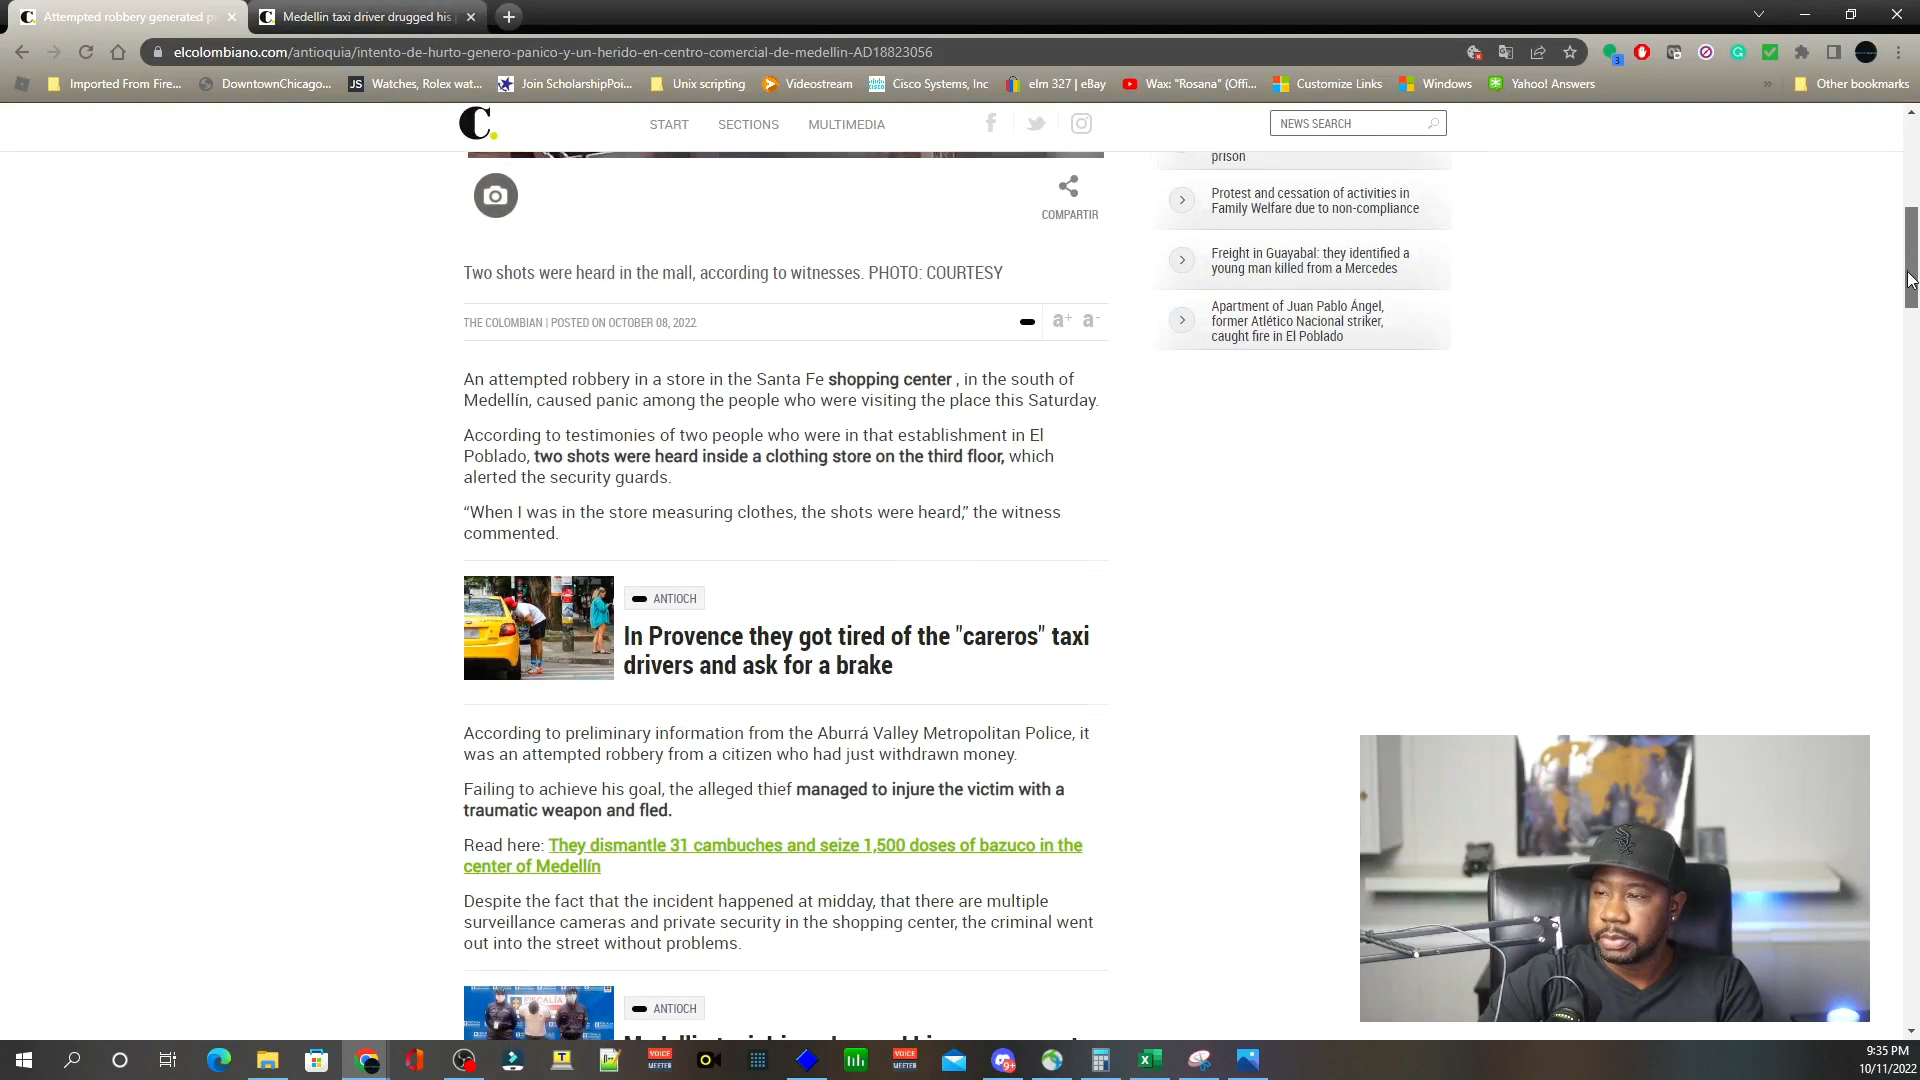 Attempted robbery generated p
Medellin taxi driver drugged his p
elcolombiano.com/antioquia/intento-de-hurto-genero-panico-y-un-herido-en-centro-comercial-de-medellin-AD18823056
Imported From Fire...
DowntownChicago...
Watches, Rolex wat...
Join ScholarshipPoi...
Unix scripting
Videostream
Cisco Systems, Inc
elm 327 | eBay
Wax: "Rosana" (Offi...
Customize Links
Windows
Yahoo! Answers
»
Other bookmarks
C.
START
SECTIONS
MULTIMEDIA
NEWS SEARCH
prison
Protest and cessation of activities in
Family Welfare due to non-compliance
Freight in Guayabal: they identified a
young man killed from a Mercedes
Apartment of Juan Pablo Ángel,
former Atlético Nacional striker,
caught fire in El Poblado
COMPARTIR
Two shots were heard in the mall, according to witnesses. PHOTO: COURTESY
THE COLOMBIAN | POSTED ON OCTOBER 08, 2022
a+ a-
An attempted robbery in a store in the Santa Fe shopping center , in the south of
Medellín, caused panic among the people who were visiting the place this Saturday.
According to testimonies of two people who were in that establishment in El
Poblado, two shots were heard inside a clothing store on the third floor, which
alerted the security guards.
“When I was in the store measuring clothes, the shots were heard,” the witness
commented.
ANTIOCH
In Provence they got tired of the "careros" taxi
drivers and ask for a brake
According to preliminary information from the Aburrá Valley Metropolitan Police, it
was an attempted robbery from a citizen who had just withdrawn money.
Failing to achieve his goal, the alleged thief managed to injure the victim with a
traumatic weapon and fled.
Read here: They dismantle 31 cambuches and seize 1,500 doses of bazuco in the
center of Medellín
Despite the fact that the incident happened at midday, that there are multiple
surveillance cameras and private security in the shopping center, the criminal went
out into the street without problems.
FISCALÍA
ANTIOCH
9:35 PM
10/11/2022